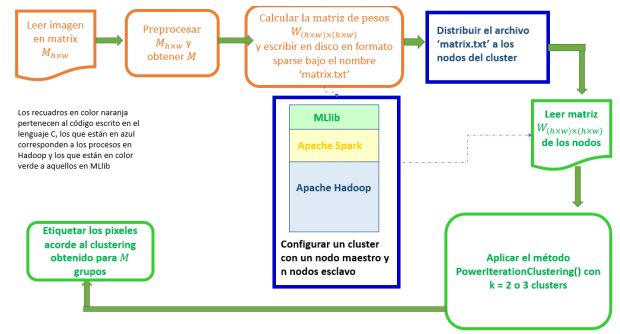 Leer imagen
en matrix
M_{h×w}
Preprocesar
M_{h×w} y
obtener M
Calcular la matriz de pesos
W_{(h×w)×(h×w)}
y escribir en disco en formato
sparse bajo el nombre
'matrix.txt'
Distribuir el archivo
'matrix.txt' a los
nodos del cluster
Los recuadros en color naranja
pertenecen al código escrito en el
lenguaje C, los que están en azul
corresponden a los procesos en
Hadoop y los que están en color
verde a aquellos en MLlib
MLlib
Apache Spark
Apache Hadoop
Configurar un cluster
con un nodo maestro y
n nodos esclavo
Leer matriz
W_{(h×w)×(h×w)}
de los nodos
Aplicar el método
PowerIterationClustering() con
k = 2 o 3 clusters
Etiquetar los pixeles
acorde al clustering
obtenido para M
grupos